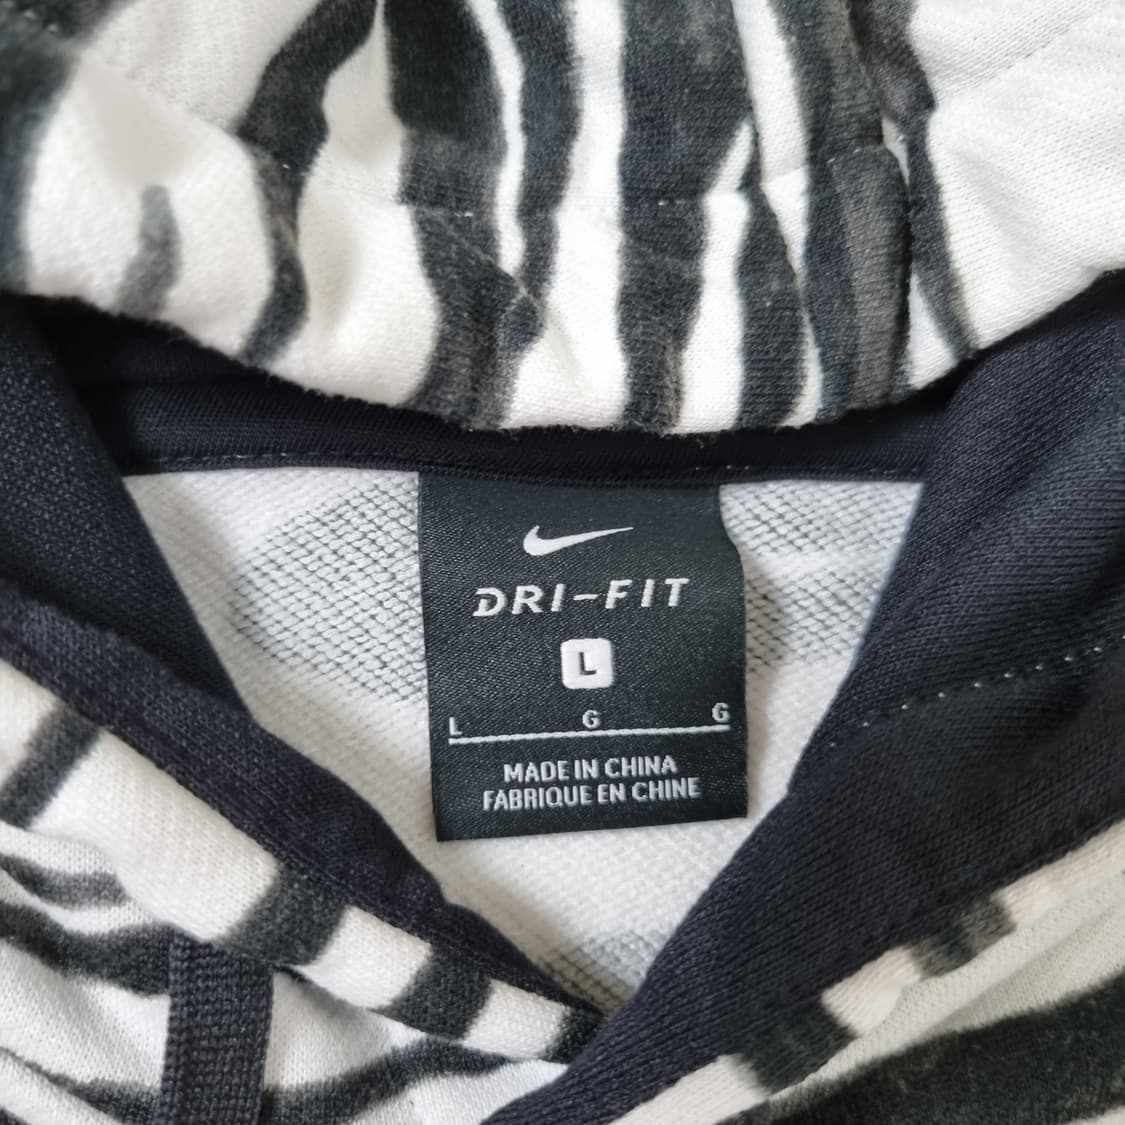 DRI-FIT
L
L G G
MADE IN CHINA
FABRIQUE EN CHINE